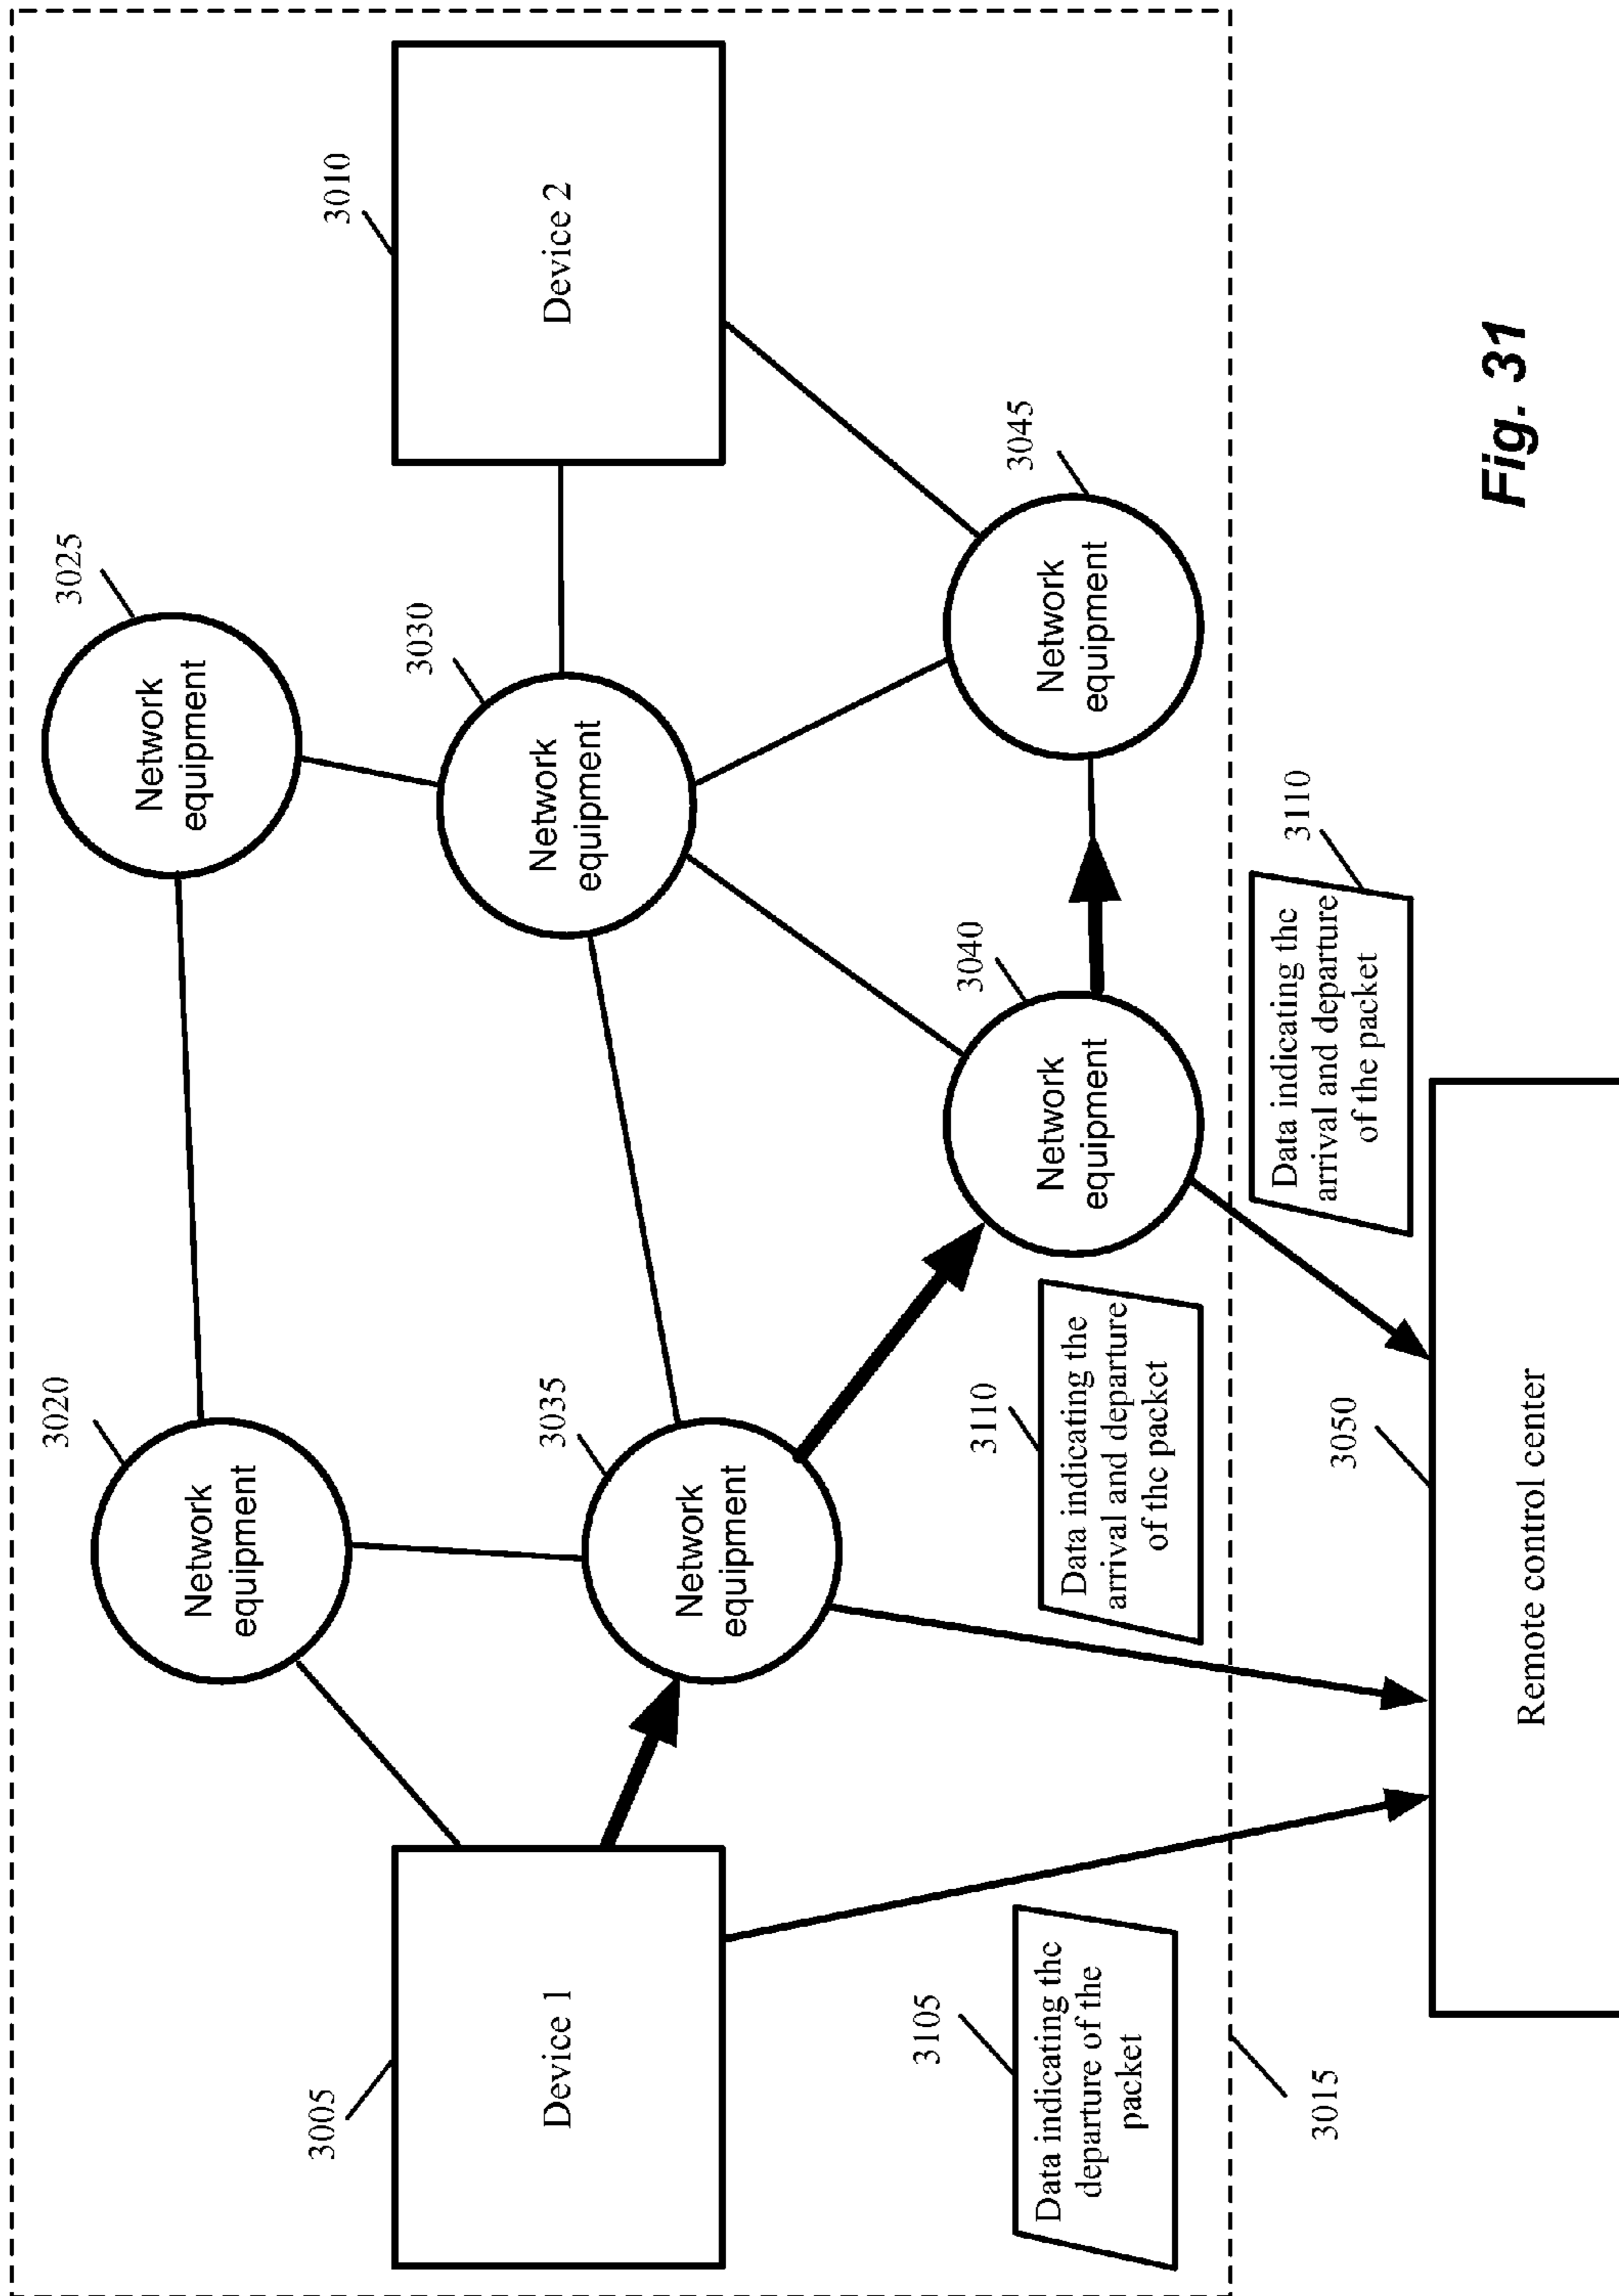 3020
3025
Network
equipment
Network
equipment
3005
3010
3030
Device 1
Network
equipment
Device 2
3035
Network
equipment
3105
3110
3040
3045
Data indicating the
departure of the
packet
Data indicating the
arrival and departure
of the packet
Network
equipment
Network
equipment
3015
3050
Data indicating the
arrival and departure
of the packet
3110
Remote control center
Fig. 31